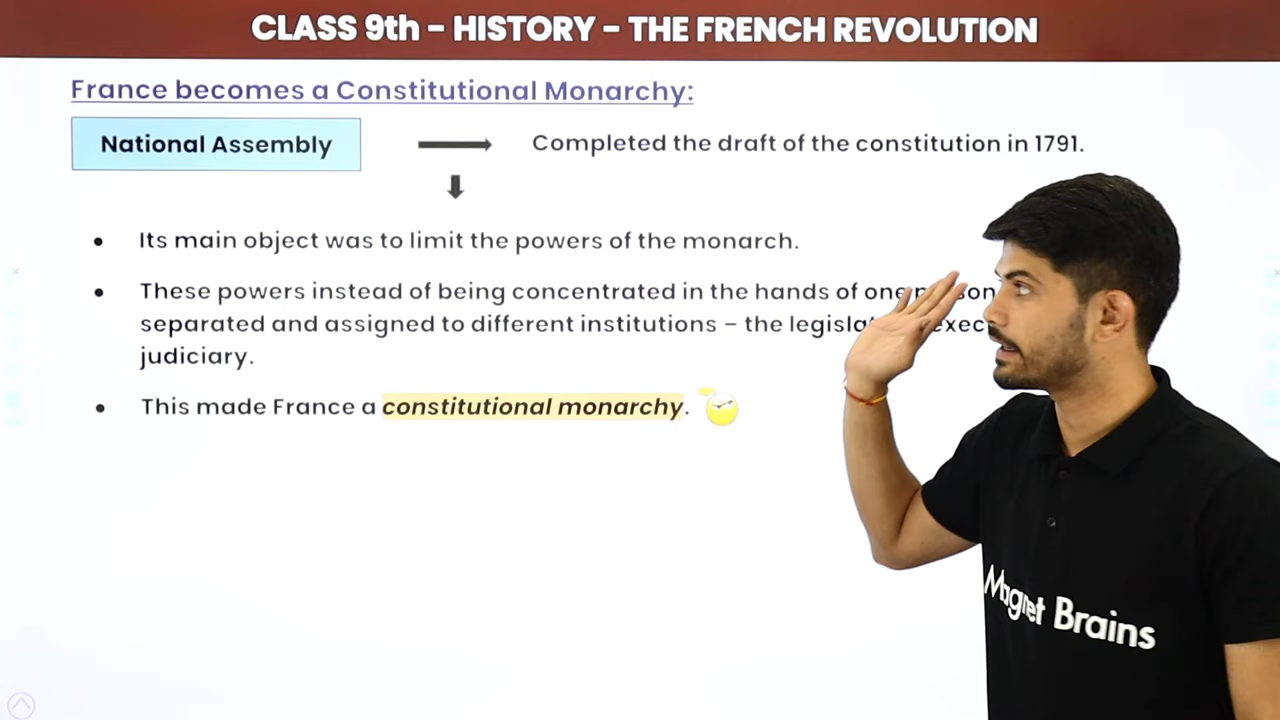 CLASS 9th - HISTORY - THE FRENCH REVOLUTION
France becomes a Constitutional Monarchy:
National Assembly
Completed the draft of the constitution in 1791.
Its main object was to limit the powers of the monarch.
These powers instead of being concentrated in the hands of one
separated and assigned to different institutions – the
judiciary.
This made France a constitutional monarchy.
Magnet Brains